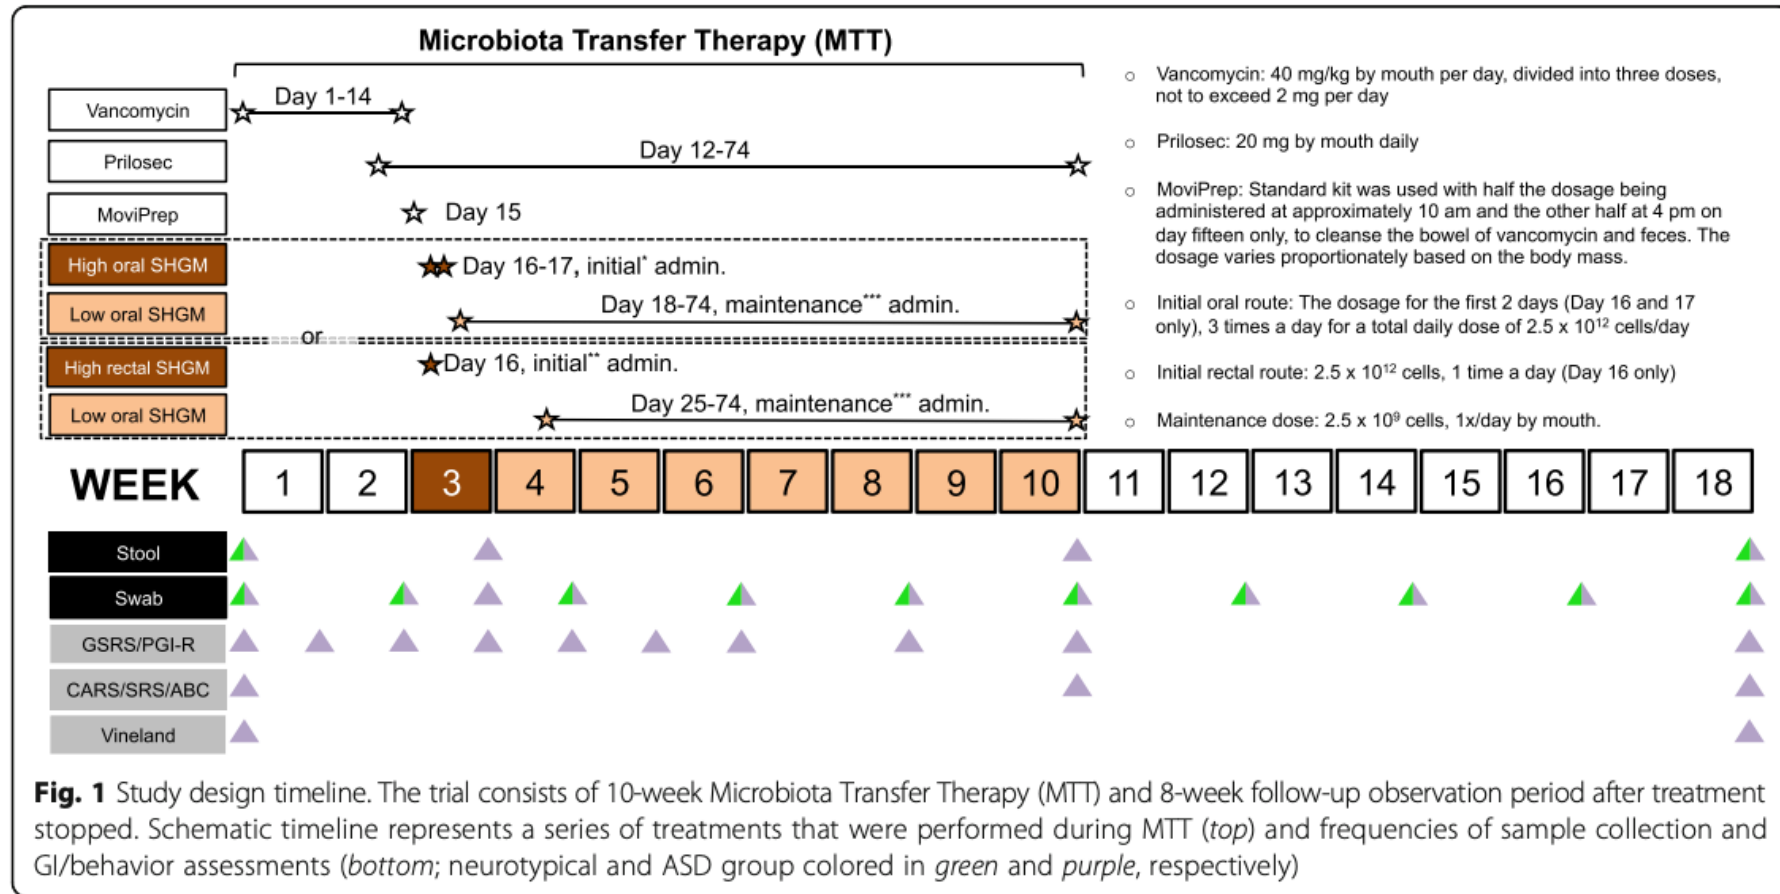 Microbiota Transfer Therapy (MTT)
Vancomycin
Day 1-14
Prilosec
Day 12-74
MoviPrep
Day 15
High oral SHGM
Day 16-17, initial* admin.
Low oral SHGM
Day 18-74, maintenance*** admin.
or
High rectal SHGM
Day 16, initial** admin.
Low oral SHGM
Day 25-74, maintenance*** admin.
○ Vancomycin: 40 mg/kg by mouth per day, divided into three doses,
not to exceed 2 mg per day
○ Prilosec: 20 mg by mouth daily
○ MoviPrep: Standard kit was used with half the dosage being
administered at approximately 10 am and the other half at 4 pm on
day fifteen only, to cleanse the bowel of vancomycin and feces. The
dosage varies proportionately based on the body mass.
○ Initial oral route: The dosage for the first 2 days (Day 16 and 17
only), 3 times a day for a total daily dose of 2.5 x 10¹² cells/day
○ Initial rectal route: 2.5 x 10¹² cells, 1 time a day (Day 16 only)
○ Maintenance dose: 2.5 x 10⁹ cells, 1x/day by mouth.
WEEK 1 2 3 4 5 6 7 8 9 10 11 12 13 14 15 16 17 18
Stool
Swab
GSRS/PGI-R
CARS/SRS/ABC
Vineland
Fig. 1 Study design timeline. The trial consists of 10-week Microbiota Transfer Therapy (MTT) and 8-week follow-up observation period after treatment
stopped. Schematic timeline represents a series of treatments that were performed during MTT (top) and frequencies of sample collection and
GI/behavior assessments (bottom; neurotypical and ASD group colored in green and purple, respectively)